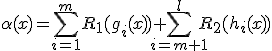 α(x)=∑_{i=1}^{m} R_1(g_i(x))+∑_{i=m+1}^{l} R_2(h_i(x))